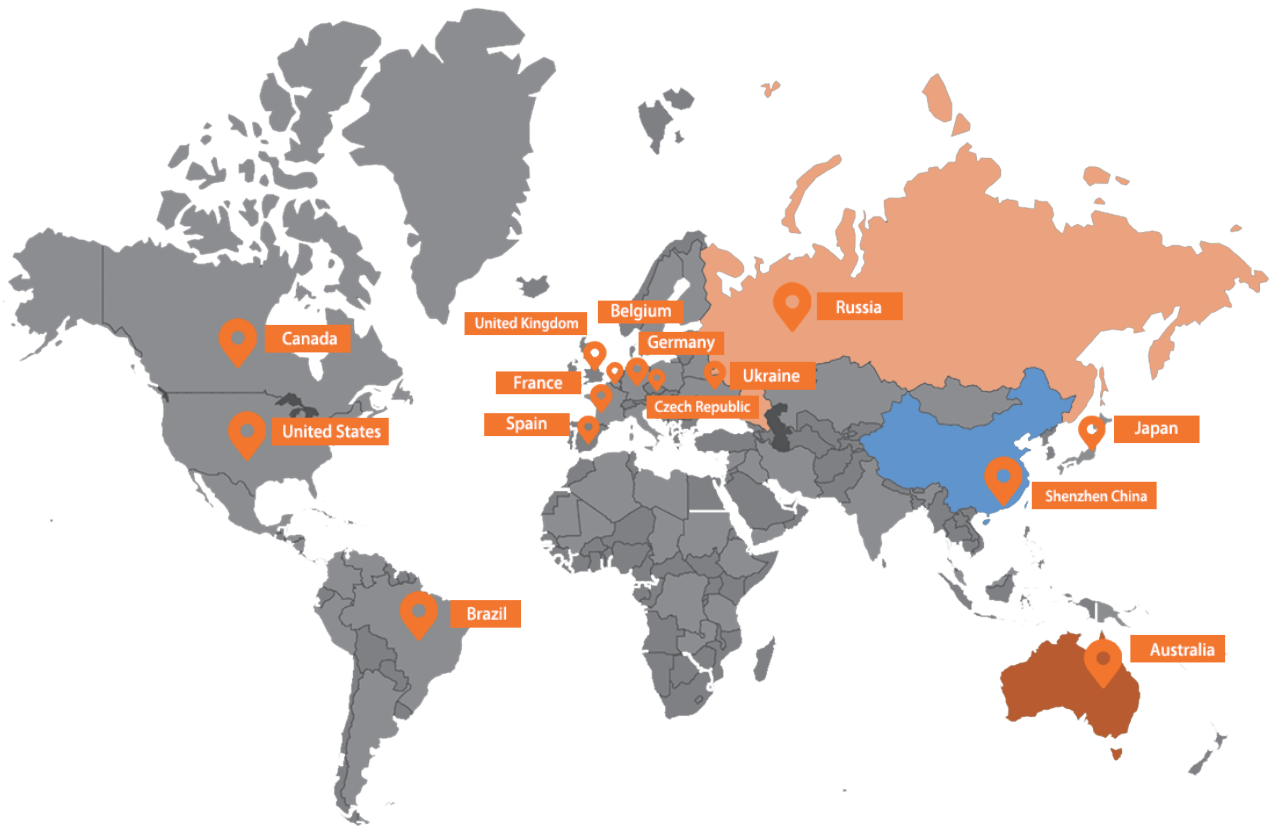 Belgium
Russia
United Kingdom
Canada
Germany
Ukraine
France
Czech Republic
Spain
United States
Japan
Shenzhen China
Brazil
Australia